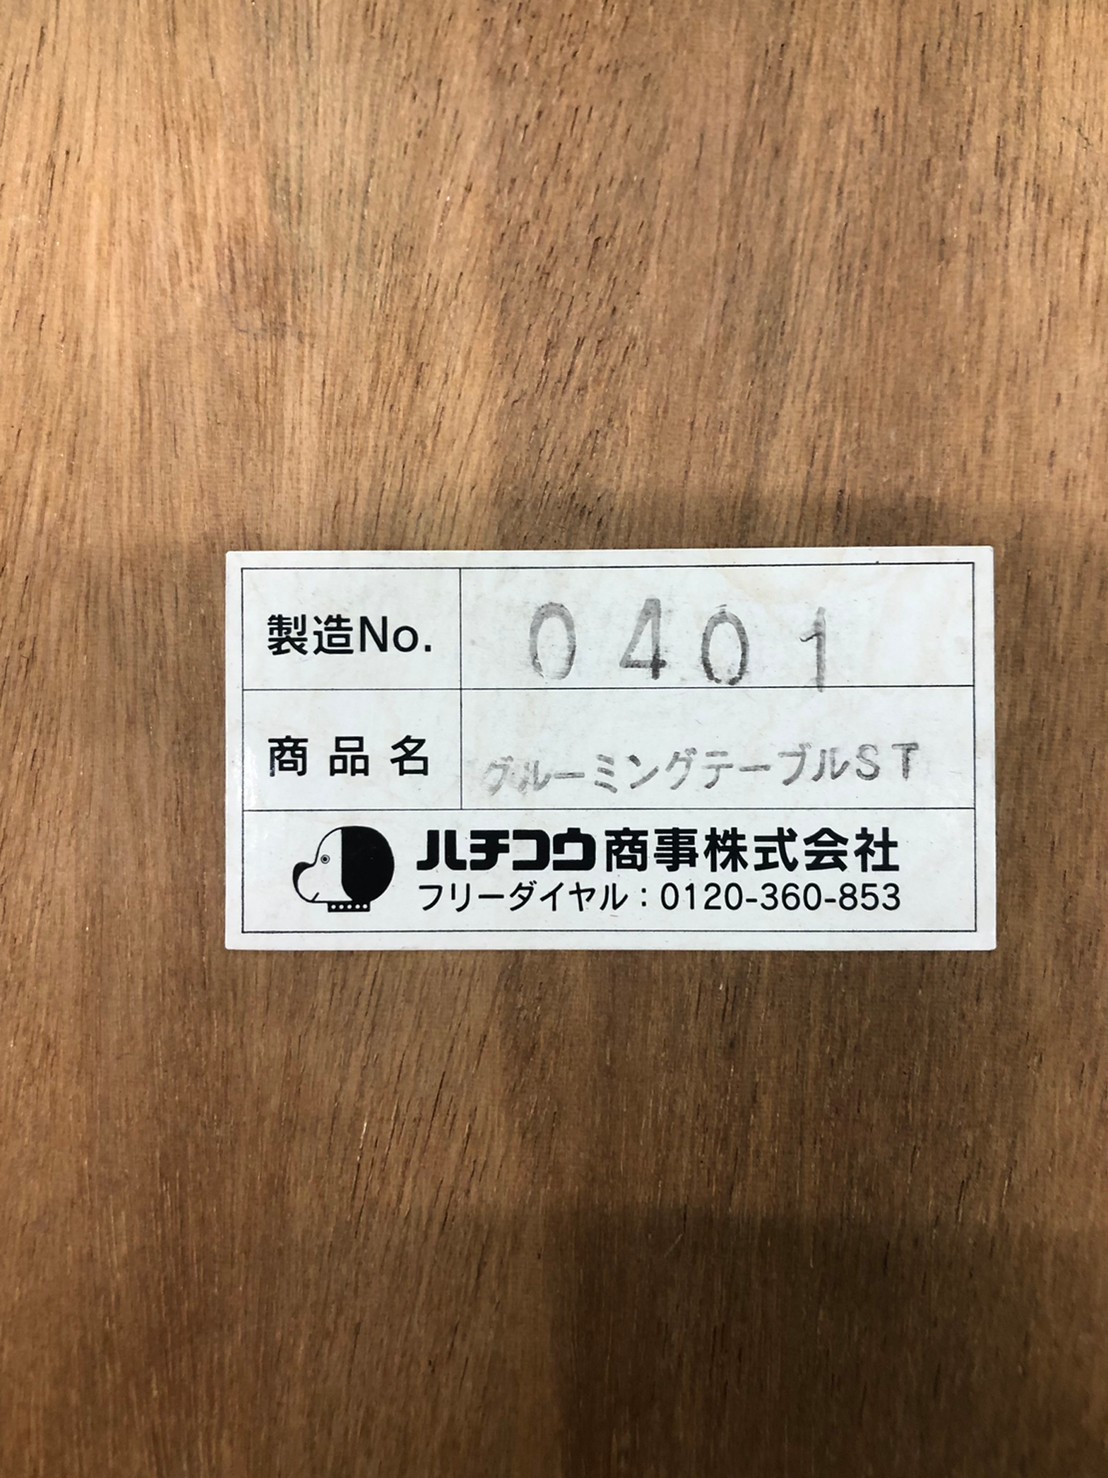 製造No. 0401
商品名 グルーミングテーブルST
ハチコウ商事株式会社
フリーダイヤル：0120-360-853